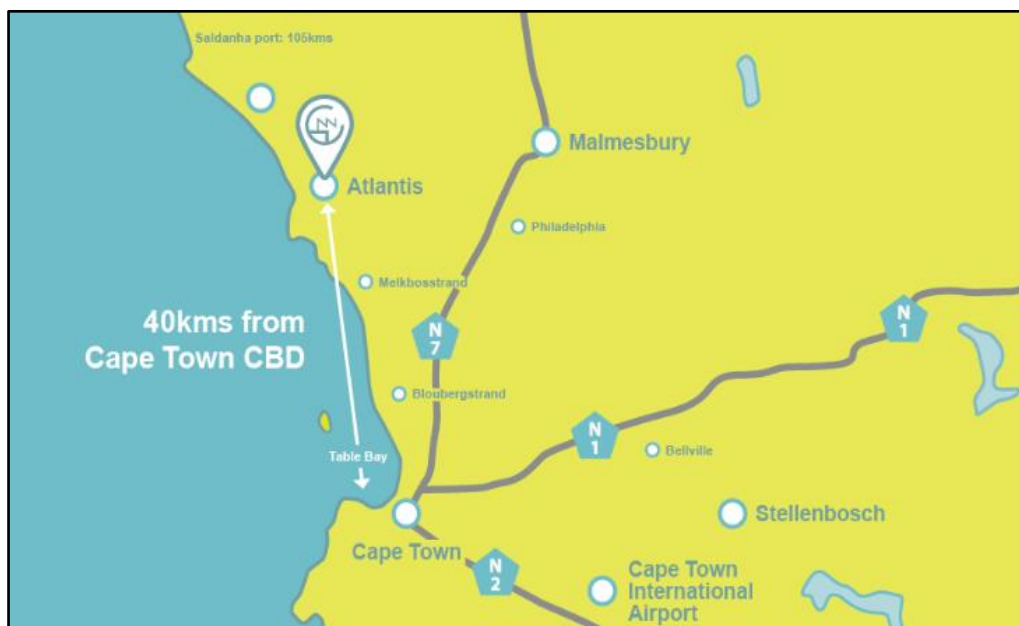 Saldanha port: 105kms
Malmesbury
Atlantis
Philadelphia
Melkbosstrand
40kms from
Cape Town CBD
N
7
N
1
Bloubergstrand
N
1
Bellville
Table Bay
Stellenbosch
Cape Town
N
2
Cape Town
International
Airport